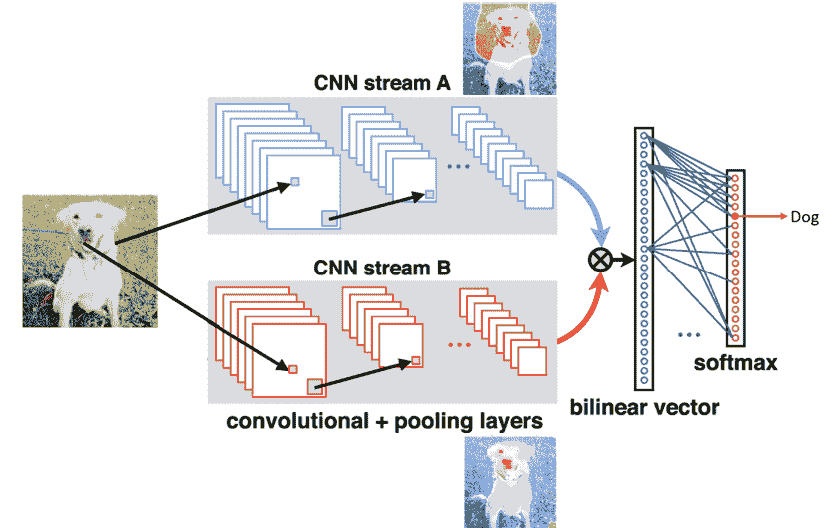 CNN stream A
CNN stream B
convolutional + pooling layers
bilinear vector
softmax
Dog